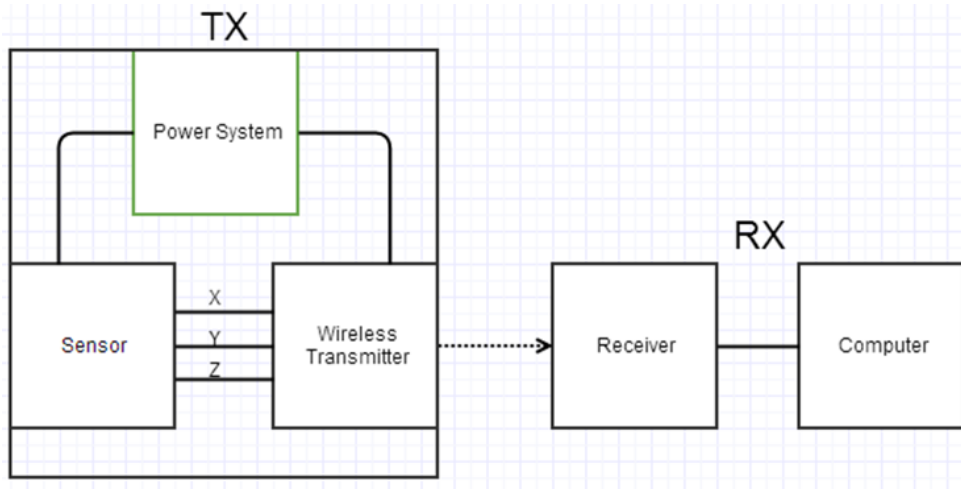 TX
Power System
RX
X
Y
Z
Sensor
Wireless
Transmitter
Receiver
Computer